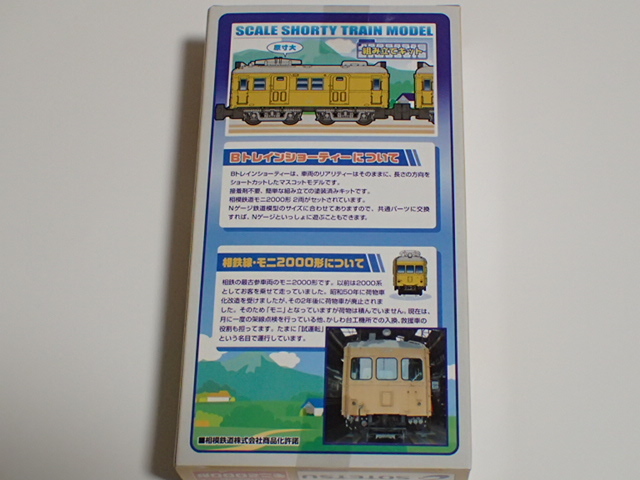 SCALE SHORTY TRAIN MODEL
原寸大
組み立てキット
Bトレインショーティーについて
Bトレインショーティーは、車両のリアリティーはそのままに、長さの方向を
ショートカットしたマスコットモデルです。
接着剤不要、簡単な組み立ての塗装済みキットです。
相模鉄道モニ2000形 2両がセットされています。
Nゲージ鉄道模型のサイズに合わせてありますので、共通パーツに交換
すれば、Nゲージといっしょに遊ぶこともできます。
相鉄線・モニ2000形について
相鉄の最古参車両のモニ2000形です。以前は2000系
としてお客を乗せて走っていました。昭和50年に荷物車
化改造を受けましたが、その2年後に荷物車が廃止されま
した。そのため「モニ」となっていますが荷物は積んでいません。現在は、
月に一度の架線点検を行っている他、かしわ台工機所での入換、救援車の
役割も担ってます。たまに「試運転」
という名目で運行しています。
■相模鉄道株式会社商品化許諾
SOTETSU